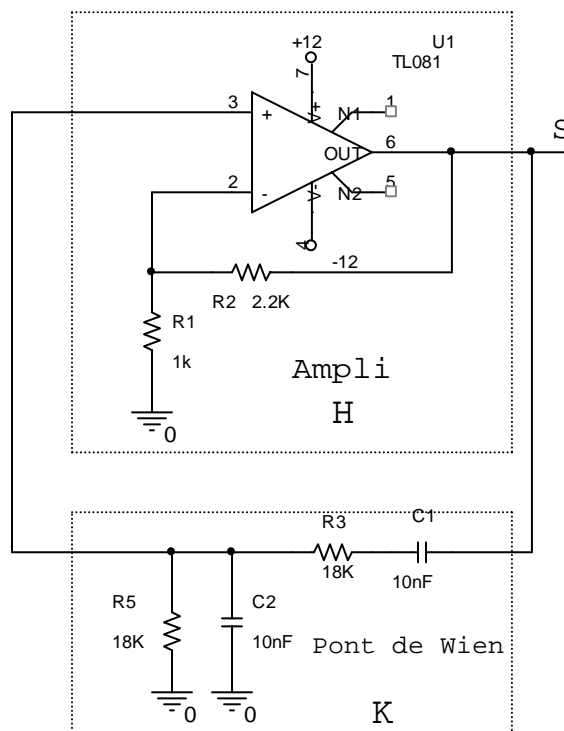 +12
U1
TL081
7
3
+
V+
N1
1
OUT
6
S
2
-
V-
N2
5
4
-12
R2 2.2K
R1
1k
0
Ampli
H
R3
C1
18K
10nF
R5
18K
C2
10nF
Pont de Wien
0
0
K